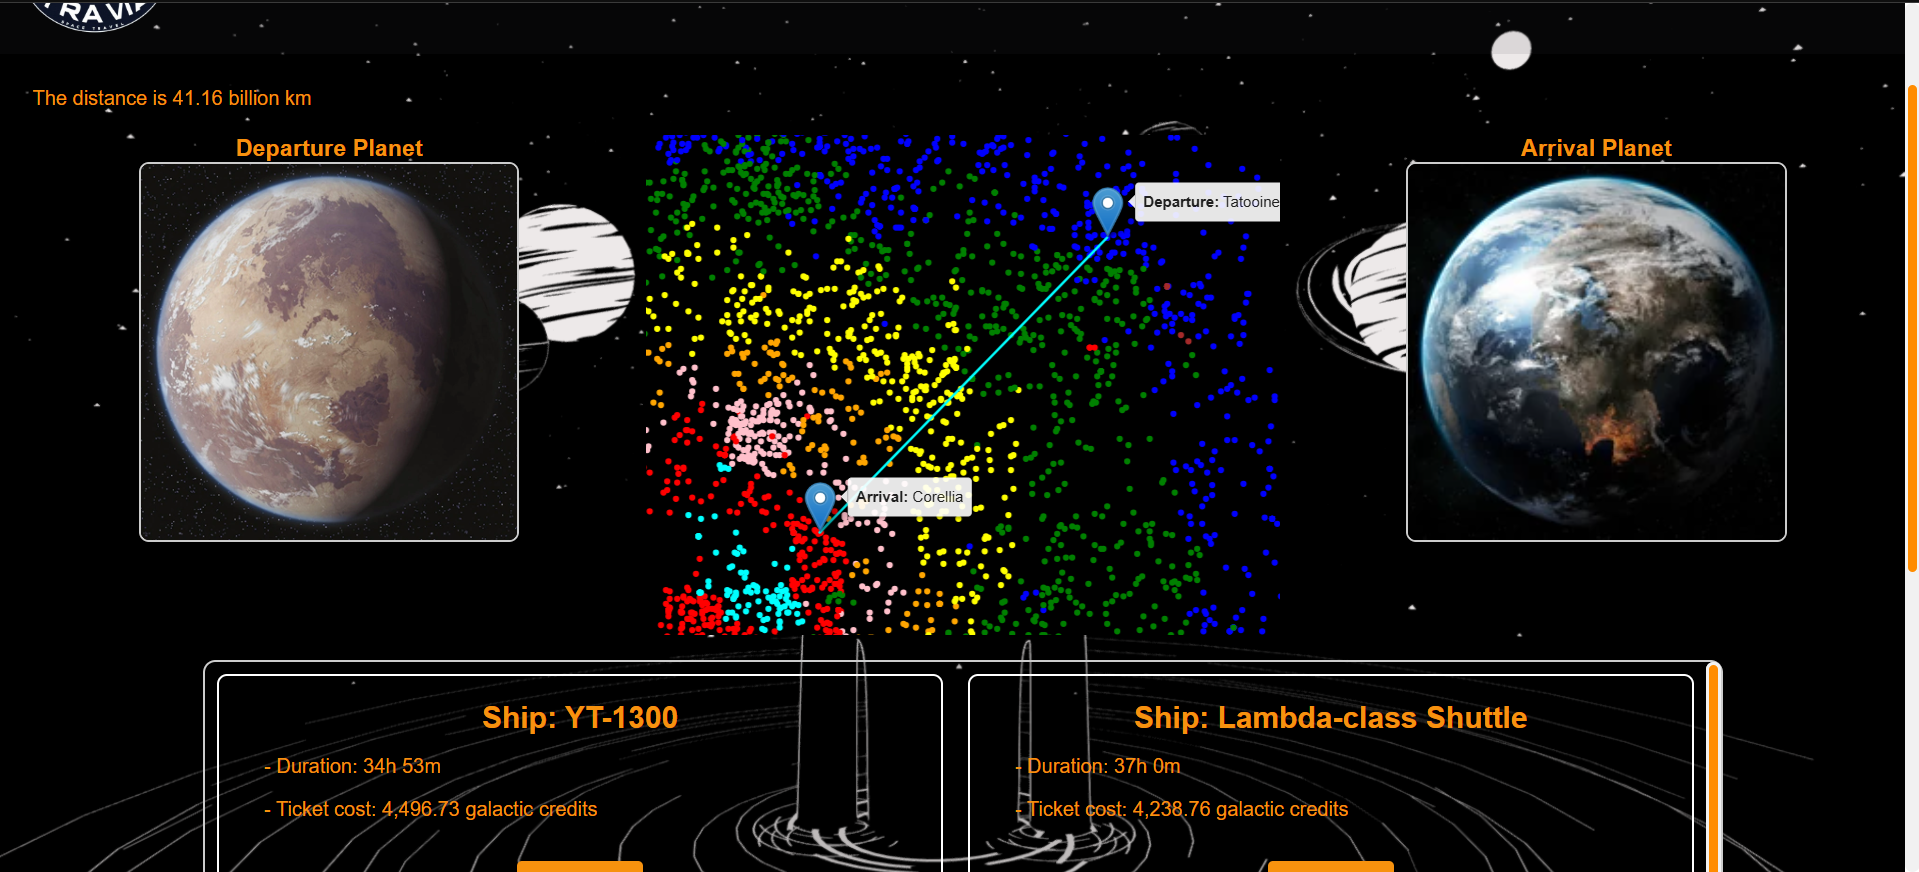 SPACE TRAVEL
The distance is 41.16 billion km
Departure Planet
Arrival Planet
Departure: Tatooine
Arrival: Corellia
Ship: YT-1300
- Duration: 34h 53m
- Ticket cost: 4,496.73 galactic credits
Ship: Lambda-class Shuttle
- Duration: 37h 0m
- Ticket cost: 4,238.76 galactic credits